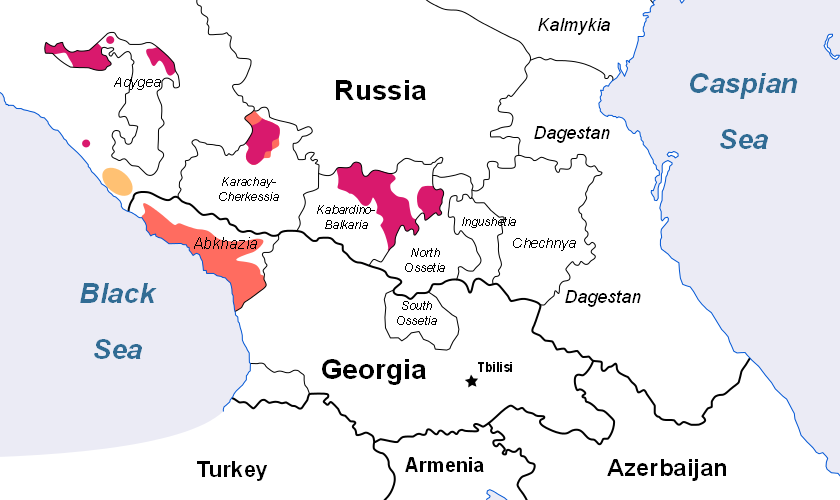 Kalmykia
Adygea
Russia
Caspian
Sea
Dagestan
Karachay-
Cherkessia
Kabardino-
Balkaria
Ingushetia
Abkhazia
Chechnya
North
Ossetia
Black
Sea
South
Ossetia
Dagestan
Georgia
Tbilisi
Turkey
Armenia
Azerbaijan